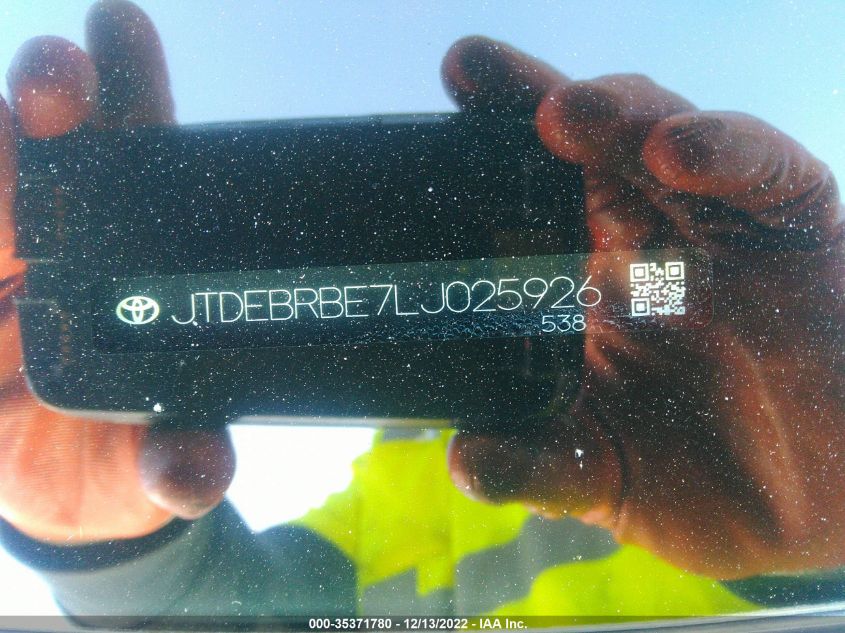 JTDEBRBE7LJ025926
538
000-35371780 - 12/13/2022 - IAA Inc.